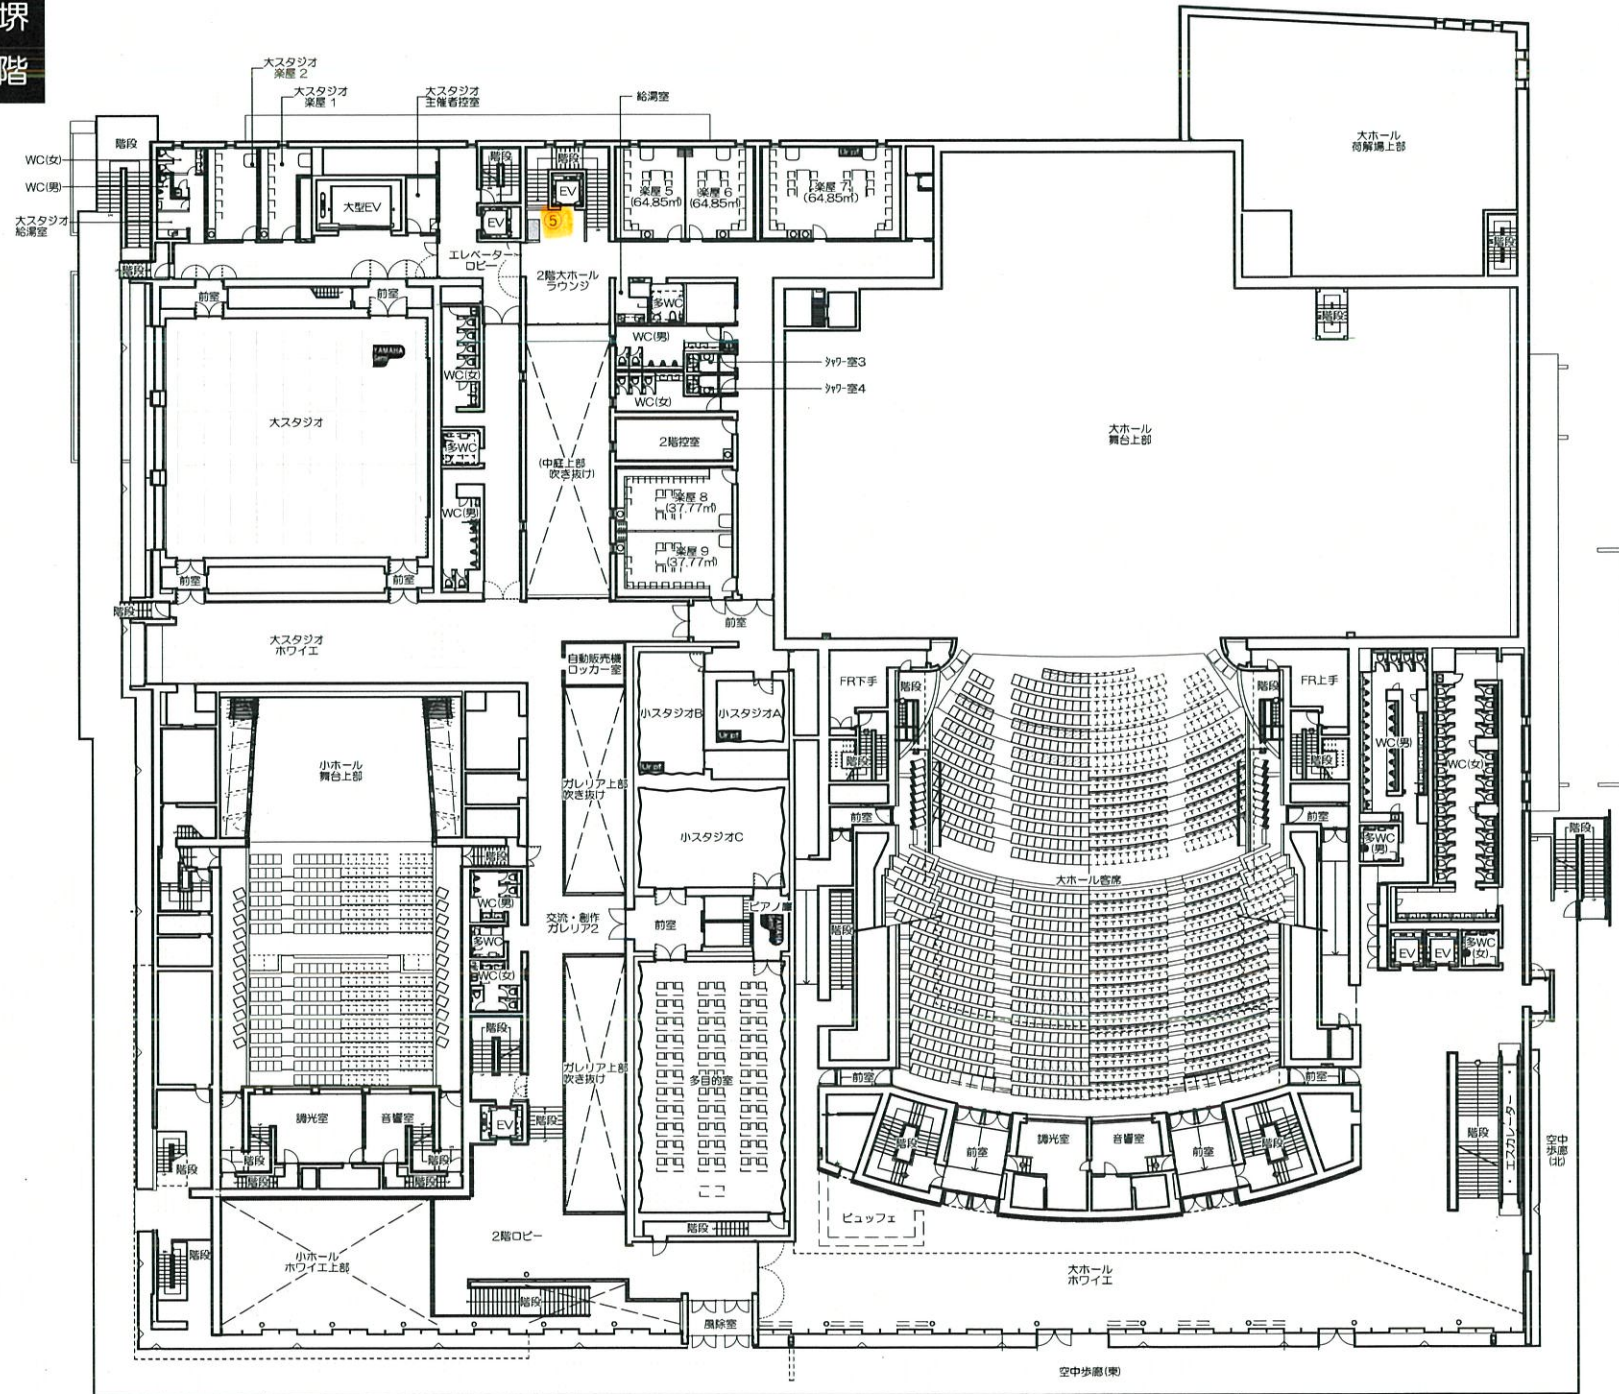 堺
階
大スタジオ
楽屋 2
大スタジオ
楽屋 1
大スタジオ
主催者控室
給湯室
階段
WC(女)
WC(男)
大スタジオ
給湯室
階段
大型EV
階段
EV
階段
EV
⑤
楽屋 5
(64.85㎡)
楽屋 6
(64.85㎡)
楽屋 7
(64.85㎡)
大ホール
荷解場上部
階段
階段
エレベーター
ロビー
2階大ホール
ラウンジ
前室
前室
多WC
WC(男)
シャワー室3
シャワー室4
WC(女)
YAMAHA
WC(女)
大スタジオ
多WC
WC(男)
(中庭上部
吹き抜け)
2階控室
楽屋 8
(37.77㎡)
楽屋 9
(37.77㎡)
大ホール
舞台上部
前室
前室
階段
大スタジオ
ホワイエ
前室
自動販売機
ロッカー室
小スタジオB
小スタジオA
Up.pf
Up.pf
FR下手
階段
階段
階段
FR上手
階段
WC(男)
WC(女)
小ホール
舞台上部
ガレリア上部
吹き抜け
小スタジオC
前室
前室
多WC
(男)
階段
大ホール客席
階段
WC(男)
多WC
WC(女)
交流・創作
ガレリア2
前室
ピアノ庫
階段
EV
EV
多WC
(女)
階段
ガレリア上部
吹き抜け
多目的室
前室
前室
調光室
音響室
EV
階段
階段
階段
階段
階段
階段
階段
前室
調光室
音響室
前室
階段
階段
エスカレーター
空中
歩廊
(北)
ビュッフェ
階段
2階ロビー
小ホール
ホワイエ上部
階段
階段
風除室
大ホール
ホワイエ
空中歩廊(東)